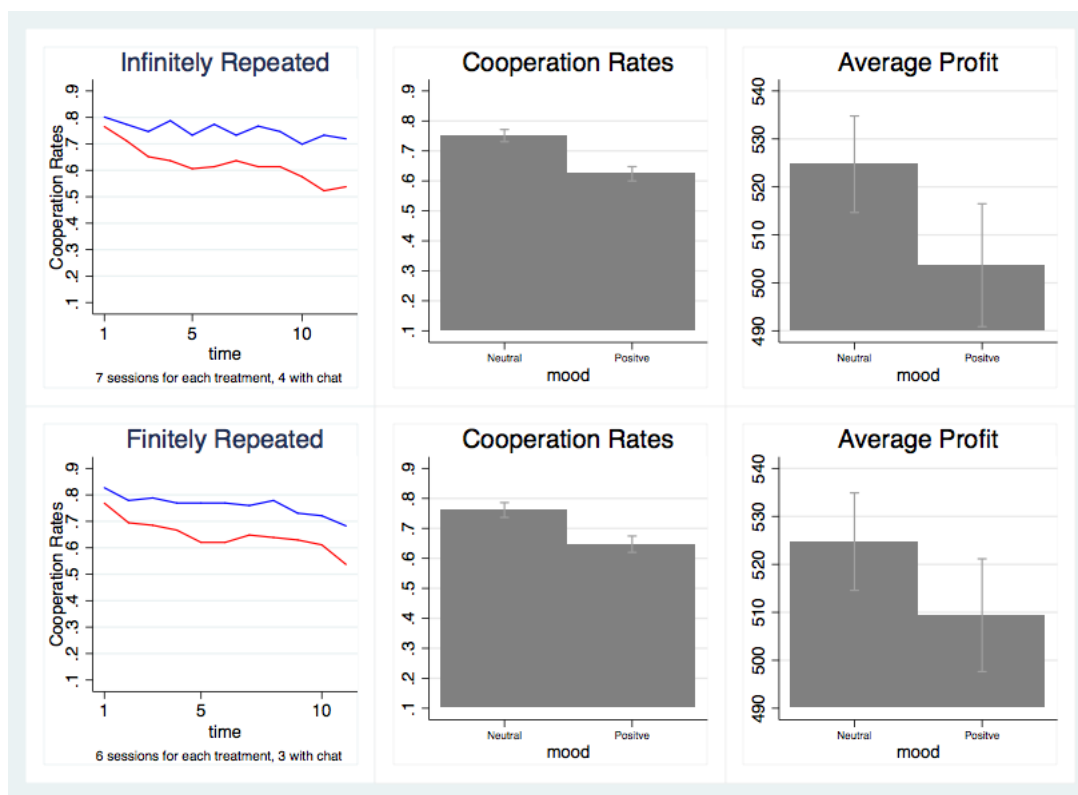 Infinitely Repeated
Cooperation Rates
.9
.8
.7
.6
.5
.4
.3
.2
.1
1 5 10
time
7 sessions for each treatment, 4 with chat
Cooperation Rates
.9
.8
.7
.6
.5
.4
.3
.2
.1
Neutral Positve
mood
Average Profit
540
530
520
510
500
490
Neutral Positve
mood
Finitely Repeated
Cooperation Rates
.9
.8
.7
.6
.5
.4
.3
.2
.1
1 5 10
time
6 sessions for each treatment, 3 with chat
Cooperation Rates
.9
.8
.7
.6
.5
.4
.3
.2
.1
Neutral Positve
mood
Average Profit
540
530
520
510
500
490
Neutral Positve
mood